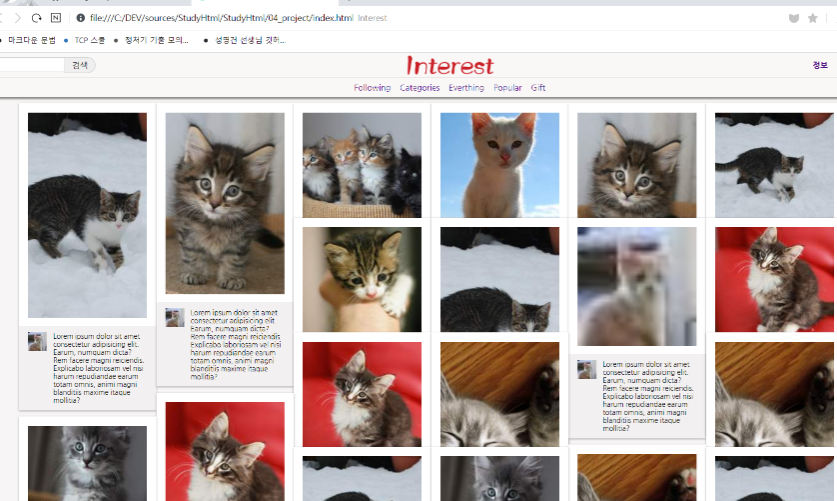 file:///C:/DEV/sources/StudyHtml/StudyHtml/04_project/index.html Interest
마크다운 문법 TCP 스쿨 정처기 기출 모의... 성명건 선생님 깃허...
검색
Interest
정보
Following Categories Everthing Popular Gift
Lorem ipsum dolor sit amet
consectetur adipisicing elit.
Earum, numquam dicta?
Rem facere magni reiciendis.
Explicabo laboriosam vel nisi
harum repudiandae earum
totam omnis, animi magni
blanditiis maxime itaque
mollitia?
Lorem ipsum dolor sit amet
consectetur adipisicing elit.
Earum, numquam dicta?
Rem facere magni reiciendis.
Explicabo laboriosam vel nisi
harum repudiandae earum
totam omnis, animi magni
blanditiis maxime itaque
mollitia?
Lorem ipsum dolor sit amet
consectetur adipisicing elit.
Earum, numquam dicta?
Rem facere magni reiciendis.
Explicabo laboriosam vel nisi
harum repudiandae earum
totam omnis, animi magni
blanditiis maxime itaque
mollitia?